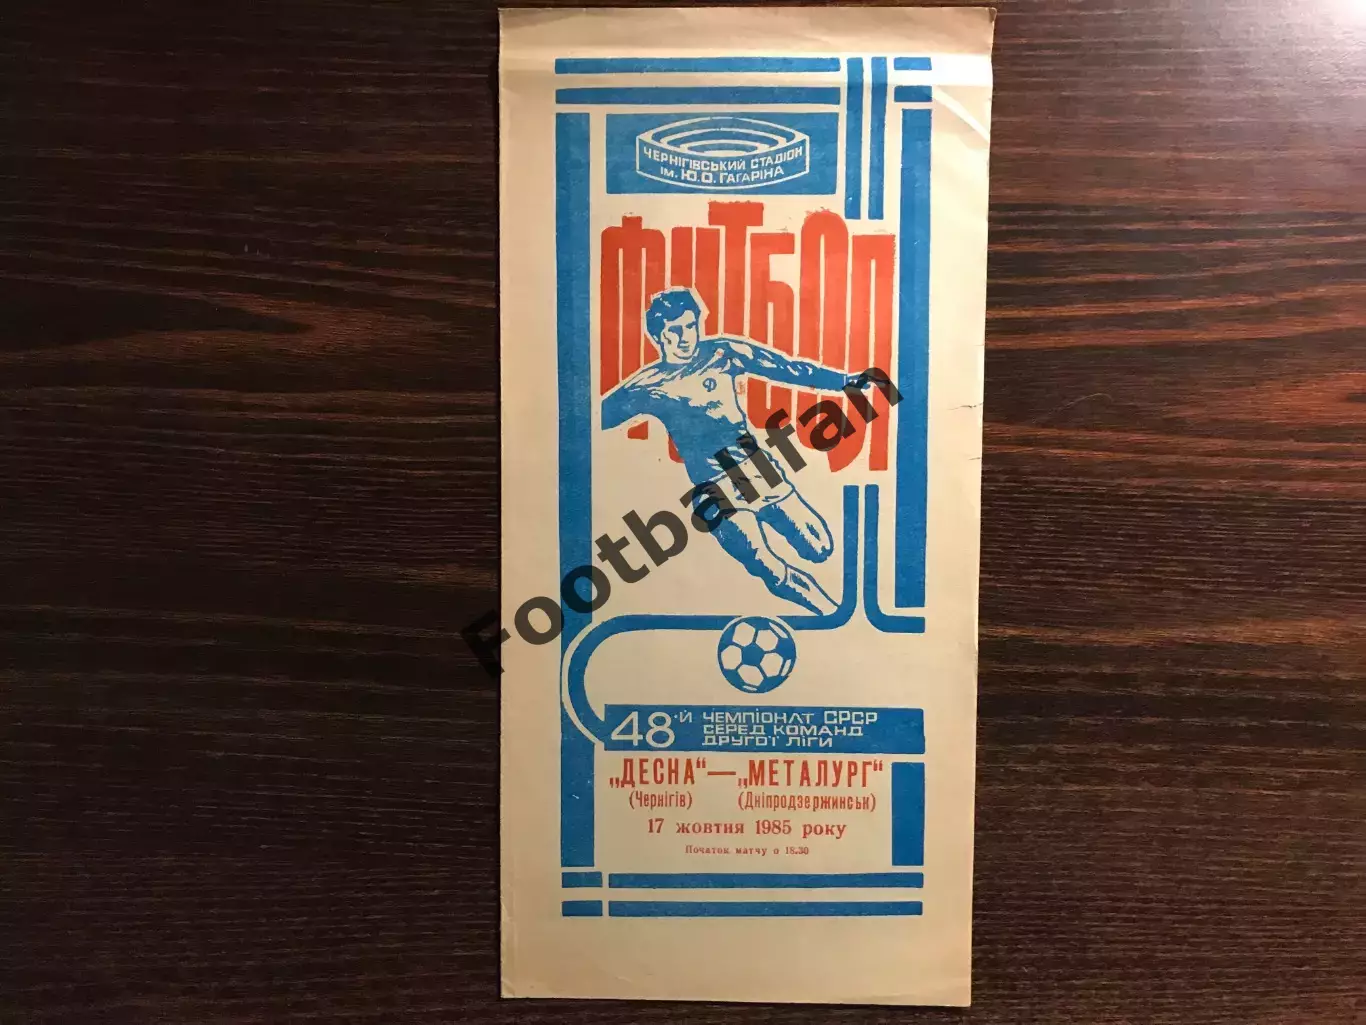 ЧЕРНІГІВСЬКИЙ СТАДІОН
ІМ. Ю.О. ГАГАРІНА
ФУТБОЛ
Footballfan
48-Й ЧЕМПІОНАТ СРСР
СЕРЕД КОМАНД
ДРУГОЇ ЛІГИ
„ДЕСНА“—„МЕТАЛУРГ“
(Чернігів) (Дніпродзержинськ)
17 жовтня 1985 року
Початок матчу о 18.30